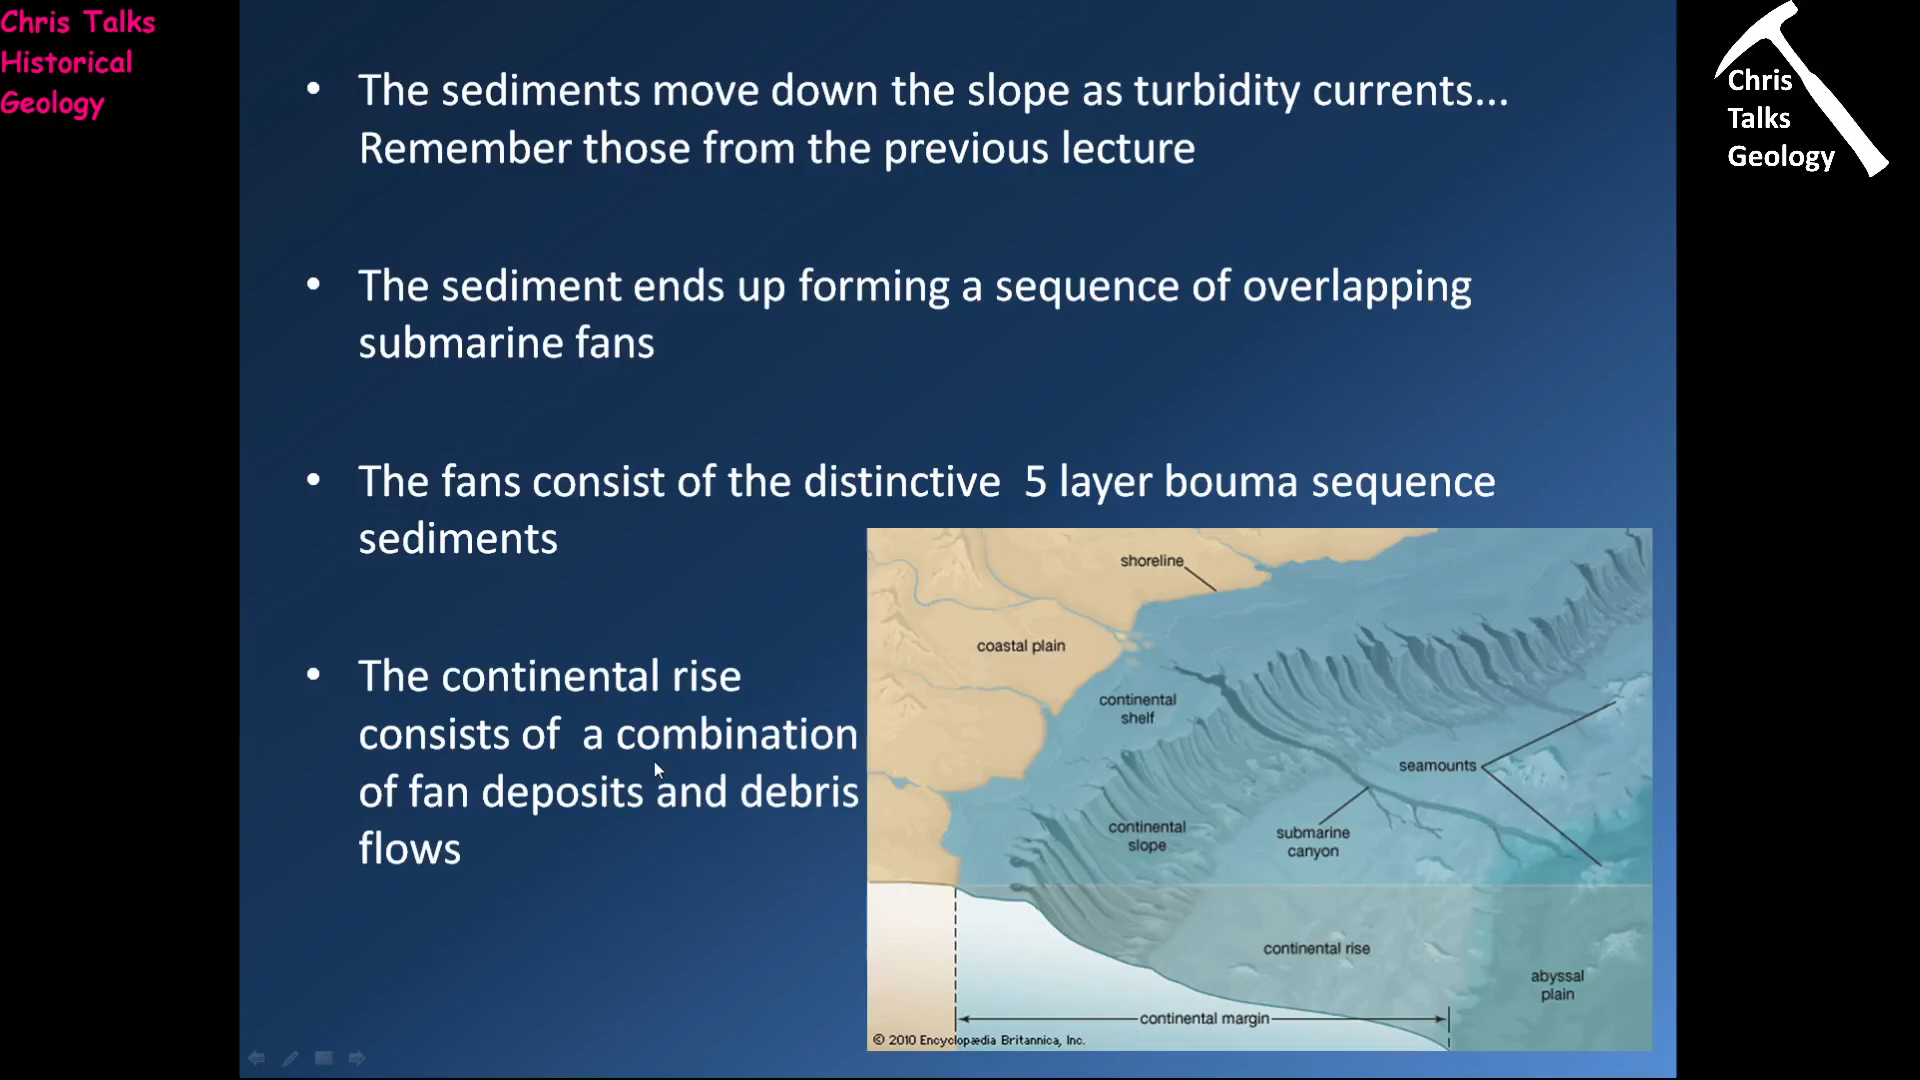 Chris Talks
Historical
Geology
Chris
Talks
Geology
• The sediments move down the slope as turbidity currents...
Remember those from the previous lecture
• The sediment ends up forming a sequence of overlapping
submarine fans
• The fans consist of the distinctive  5 layer bouma sequence
sediments
• The continental rise
consists of  a combination
of fan deposits and debris
flows
shoreline
coastal plain
continental
shelf
seamounts
continental
slope
submarine
canyon
continental rise
abyssal
plain
continental margin
© 2010 Encyclopædia Britannica, Inc.